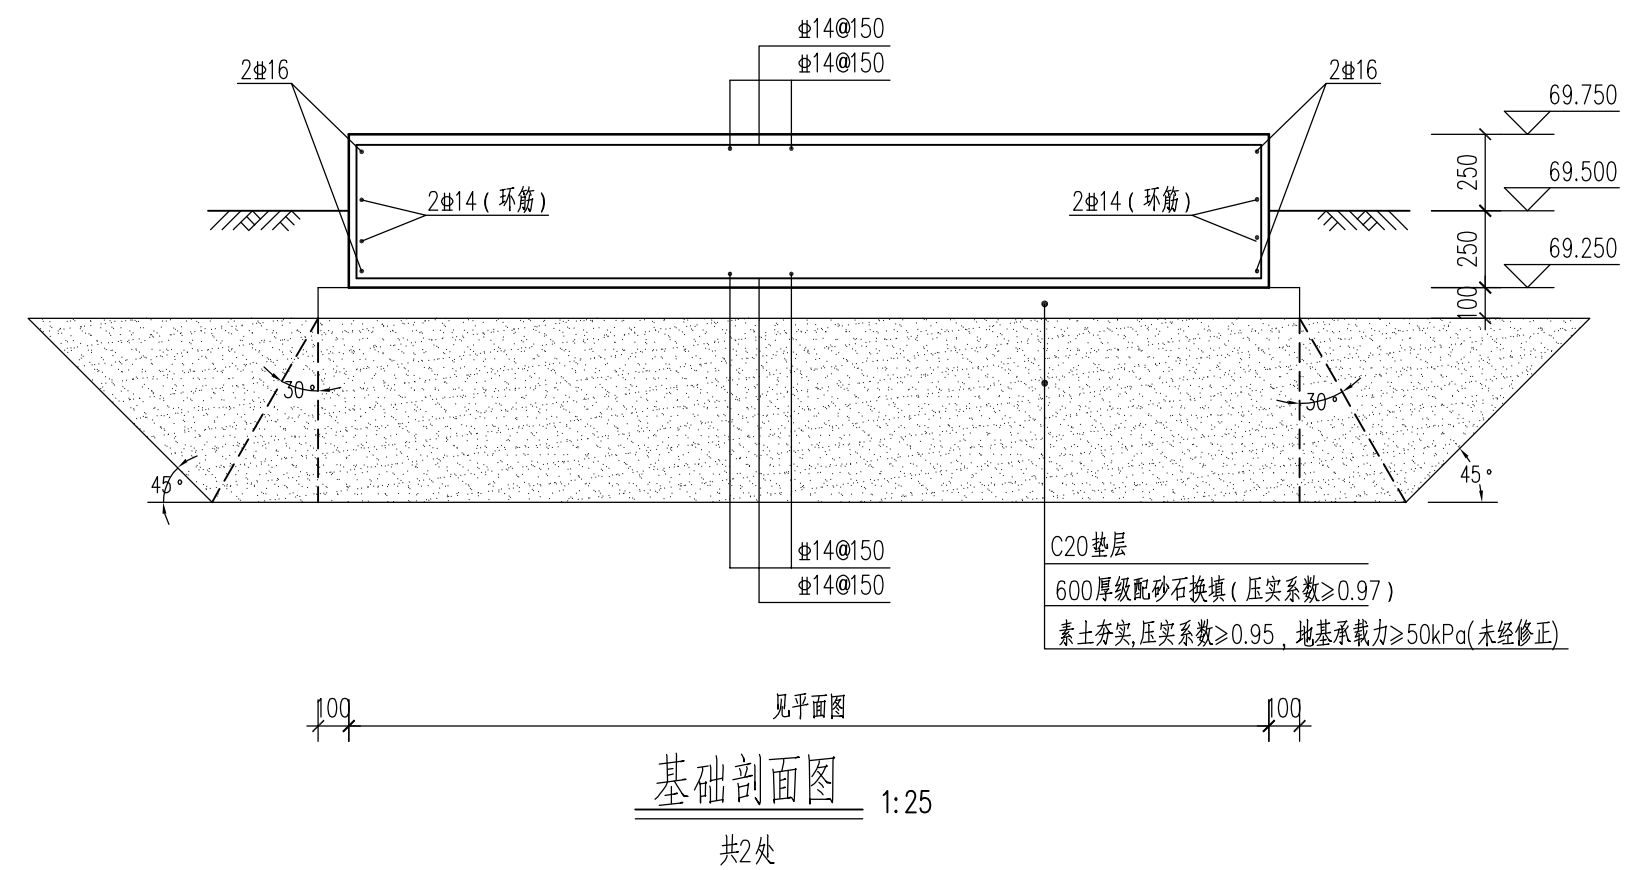 ⌽14@150
⌽14@150
2⌽16
2⌽16
69.750
250
69.500
2⌽14(环筋)
2⌽14(环筋)
250
69.250
100
30°
30°
45°
45°
⌽14@150
⌽14@150
C20垫层
600厚级配砂石换填(压实系数≥0.97)
素土夯实,压实系数≥0.95,地基承载力≥50kPa(未经修正)
100
见平面图
100
基础剖面图 1:25
共2处